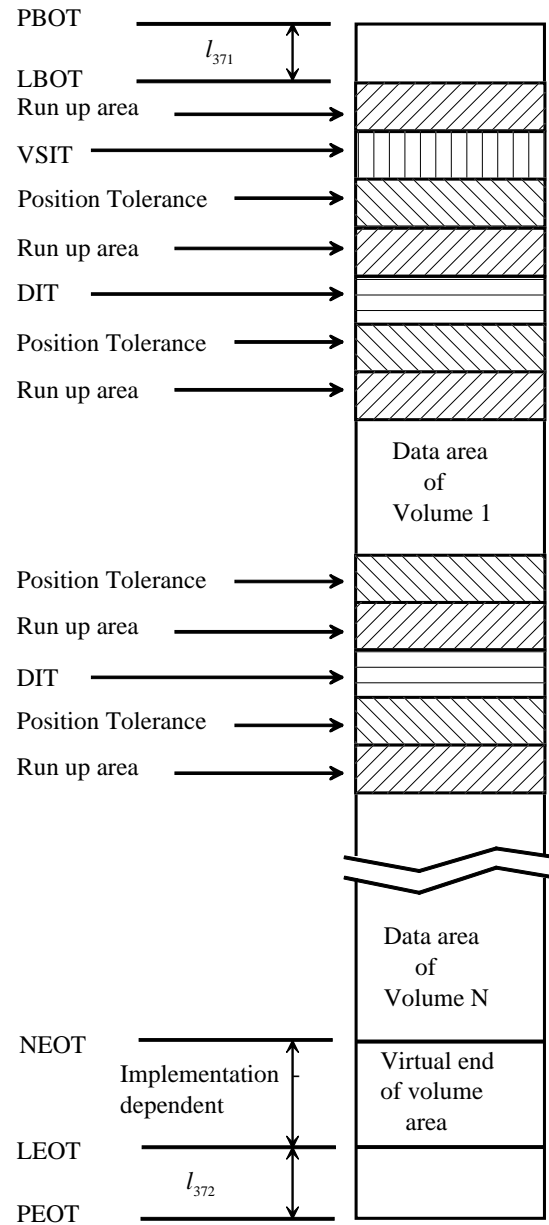 PBOT
l371
LBOT
Run up area
VSIT
Position Tolerance
Run up area
DIT
Position Tolerance
Run up area
Data area
of
Volume 1
Position Tolerance
Run up area
DIT
Position Tolerance
Run up area
Data area
of
Volume N
NEOT
Implementation
dependent
Virtual end
of volume
area
LEOT
l372
PEOT